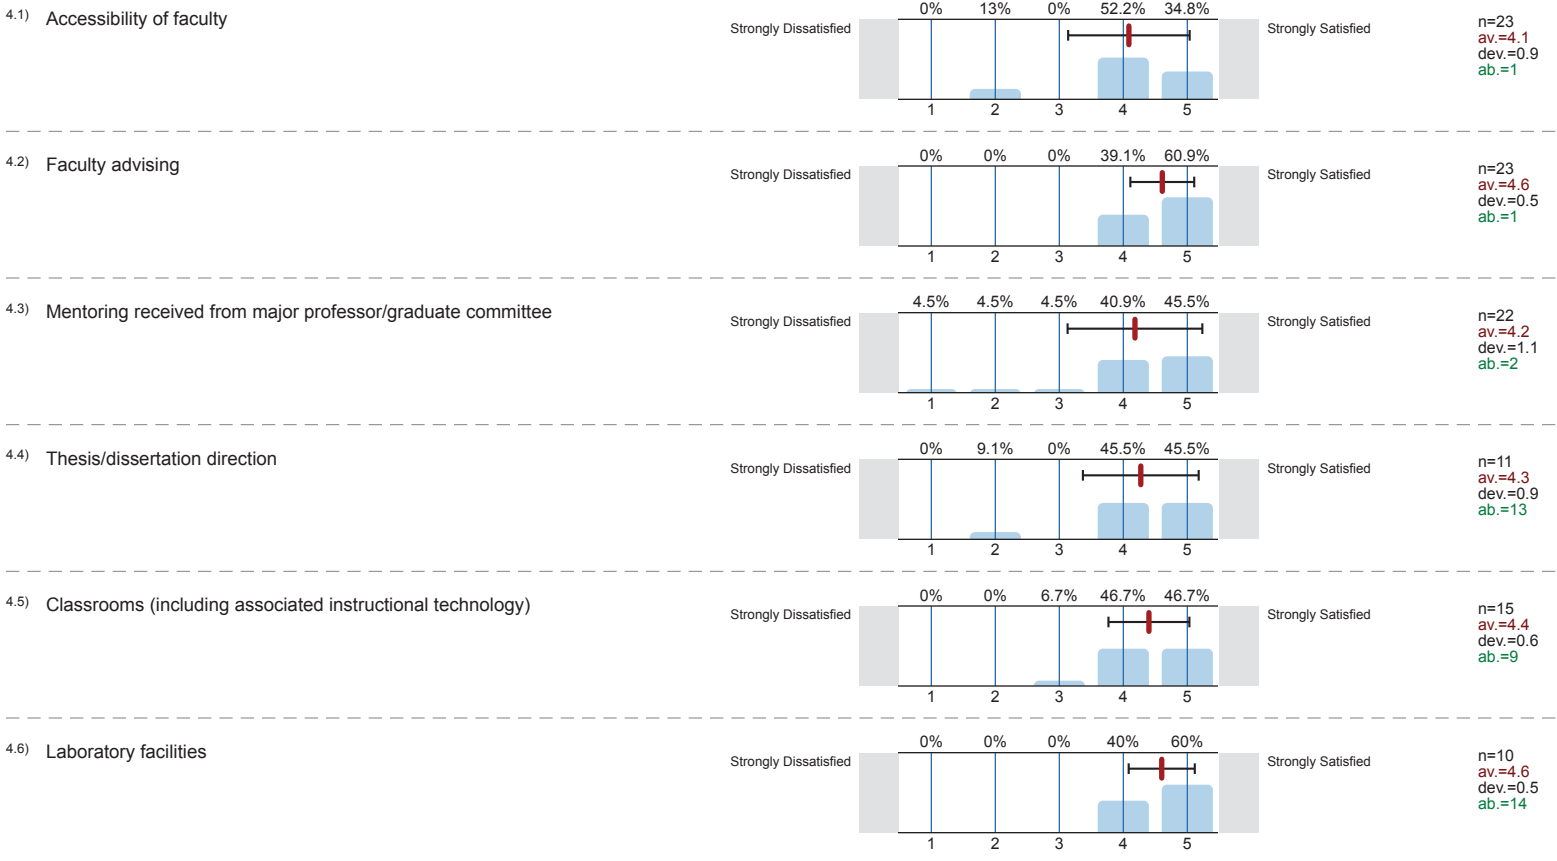 4.1) Accessibility of faculty
0% 13% 0% 52.2% 34.8%
Strongly Dissatisfied Strongly Satisfied
n=23
av.=4.1
dev.=0.9
ab.=1
1 2 3 4 5
4.2) Faculty advising
0% 0% 0% 39.1% 60.9%
Strongly Dissatisfied Strongly Satisfied
n=23
av.=4.6
dev.=0.5
ab.=1
1 2 3 4 5
4.3) Mentoring received from major professor/graduate committee
4.5% 4.5% 4.5% 40.9% 45.5%
Strongly Dissatisfied Strongly Satisfied
n=22
av.=4.2
dev.=1.1
ab.=2
1 2 3 4 5
4.4) Thesis/dissertation direction
0% 9.1% 0% 45.5% 45.5%
Strongly Dissatisfied Strongly Satisfied
n=11
av.=4.3
dev.=0.9
ab.=13
1 2 3 4 5
4.5) Classrooms (including associated instructional technology)
0% 0% 6.7% 46.7% 46.7%
Strongly Dissatisfied Strongly Satisfied
n=15
av.=4.4
dev.=0.6
ab.=9
1 2 3 4 5
4.6) Laboratory facilities
0% 0% 0% 40% 60%
Strongly Dissatisfied Strongly Satisfied
n=10
av.=4.6
dev.=0.5
ab.=14
1 2 3 4 5